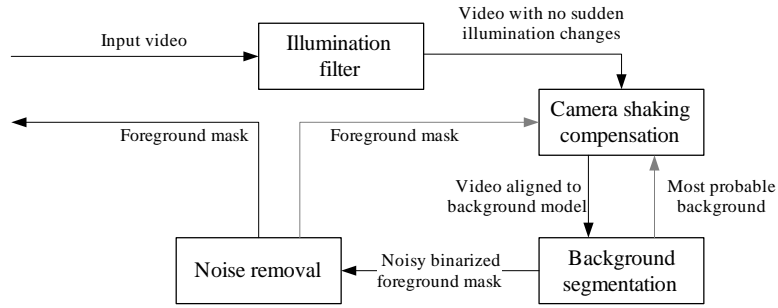 Input video
Illumination
filter
Video with no sudden
illumination changes
Camera shaking
compensation
Foreground mask
Foreground mask
Video aligned to
background model
Most probable
background
Noise removal
Noisy binarized
foreground mask
Background
segmentation